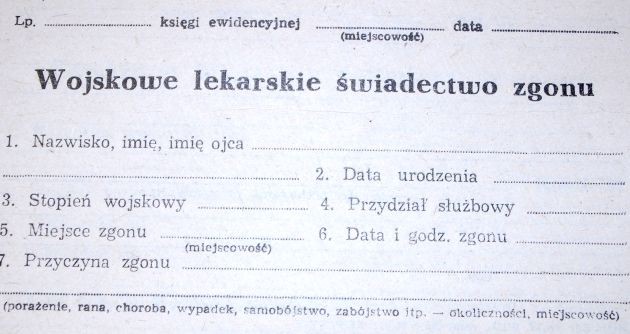 Lp. księgi ewidencyjnej data
(miejscowość)
Wojskowe lekarskie świadectwo zgonu
1. Nazwisko, imię, imię ojca
2. Data urodzenia
3. Stopień wojskowy 4. Przydział służbowy
5. Miejsce zgonu 6. Data i godz. zgonu
(miejscowość)
7. Przyczyna zgonu
(porażenie, rana, choroba, wypadek, samobójstwo, zabójstwo itp. — okoliczności, miejscowość)